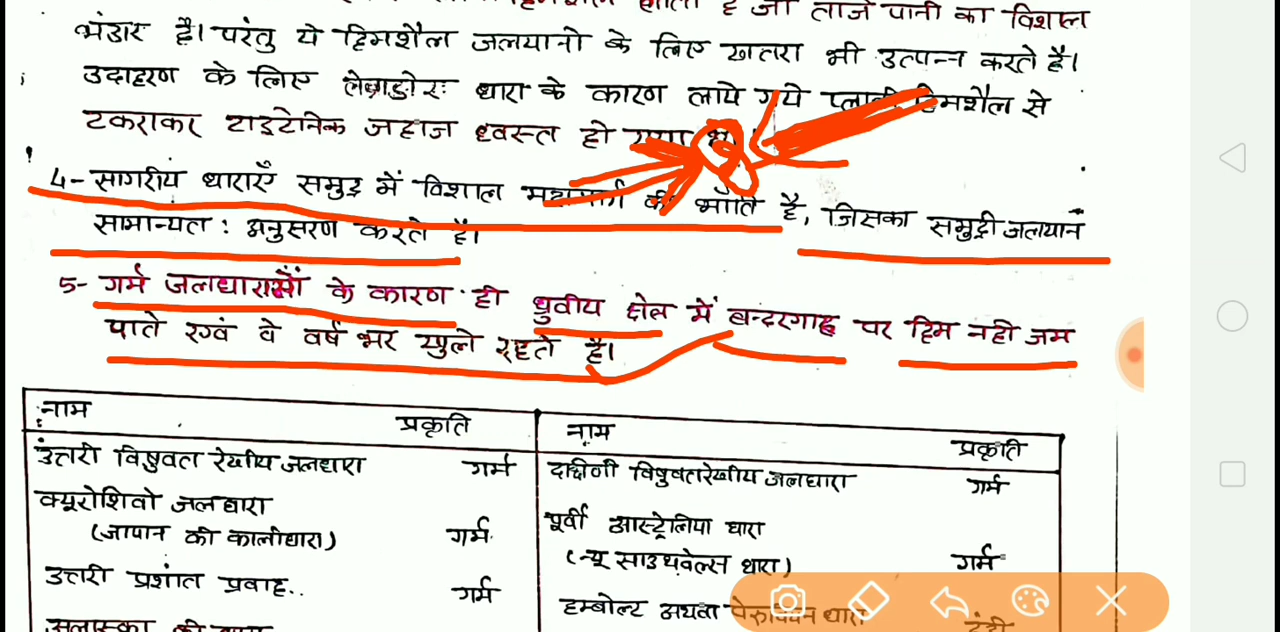 जो ताजे पानी का विशाल
भंडार है। परंतु ये हिमशैल जलयानो के लिए खतरा भी उत्पन्न करते है।
उदाहरण के लिए लेब्राडोर धारा के कारण लाये गये हिमशैल से
टकराकर टाइटेनिक जहाज ध्वस्त हो गया
4- सागरीय धाराएँ समुद्र में विशाल की भाँति है, जिसका समुद्री जलयान
सामान्यत : अनुसरण करते है।
5- गर्म जलधाराओं के कारण ही ध्रुवीय क्षेत्र में बन्दरगाह पर हिम नही जम
पाते एवं वे वर्ष भर खुले रहते है।
नाम प्रकृति नाम प्रकृति
उत्तरी विषुवत रेखीय जलधारा गर्म दक्षिणी विषुवतरेखीय जलधारा गर्म
क्यूरोशिवो जलधारा पूर्वी आस्ट्रेलिया धारा
(जापान की कालीधारा) गर्म (न्यू साउथवेल्स धारा) गर्म
उत्तरी प्रशांत प्रवाह.. गर्म हम्बोल्ट अथवा धारा